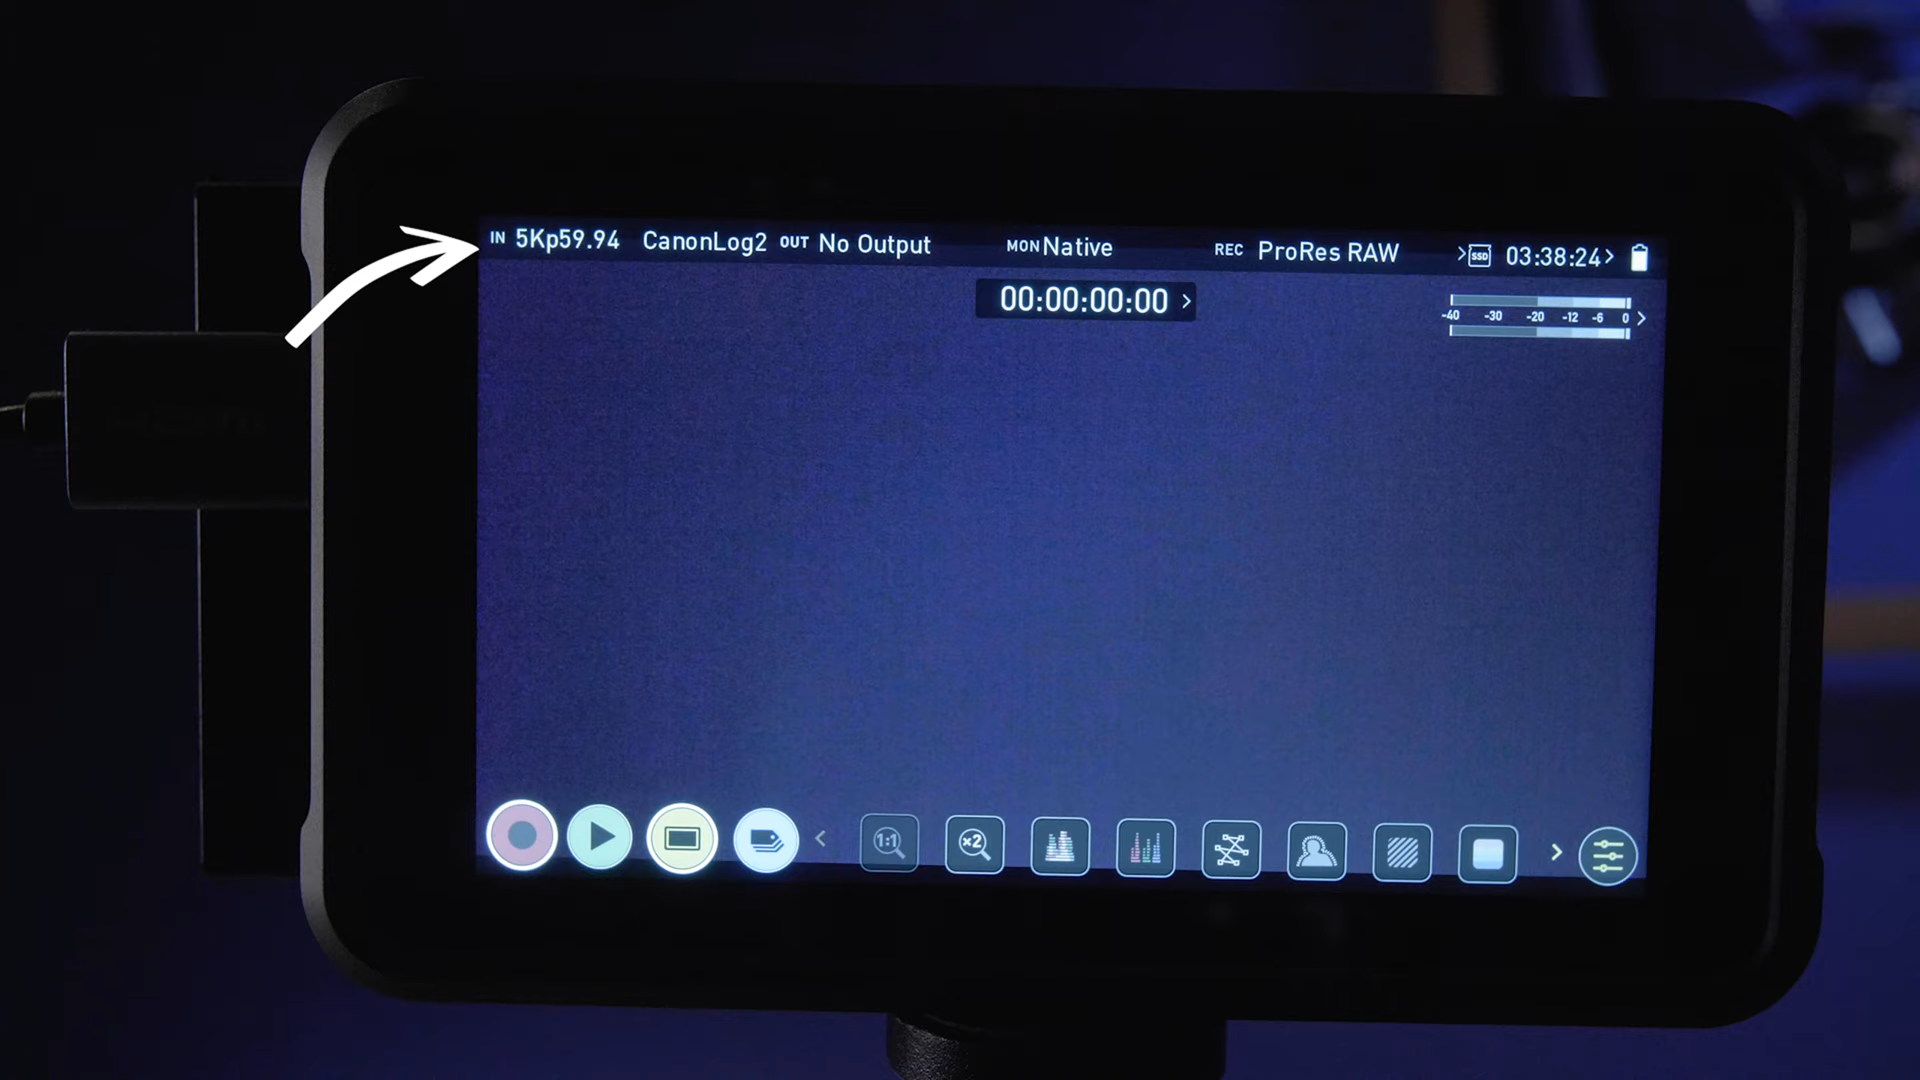 IN 5Kp59.94 CanonLog2 OUT No Output MON Native REC ProRes RAW SSD 03:38:24
00:00:00:00
-40 -30 -20 -12 -6 0
1:1 x2